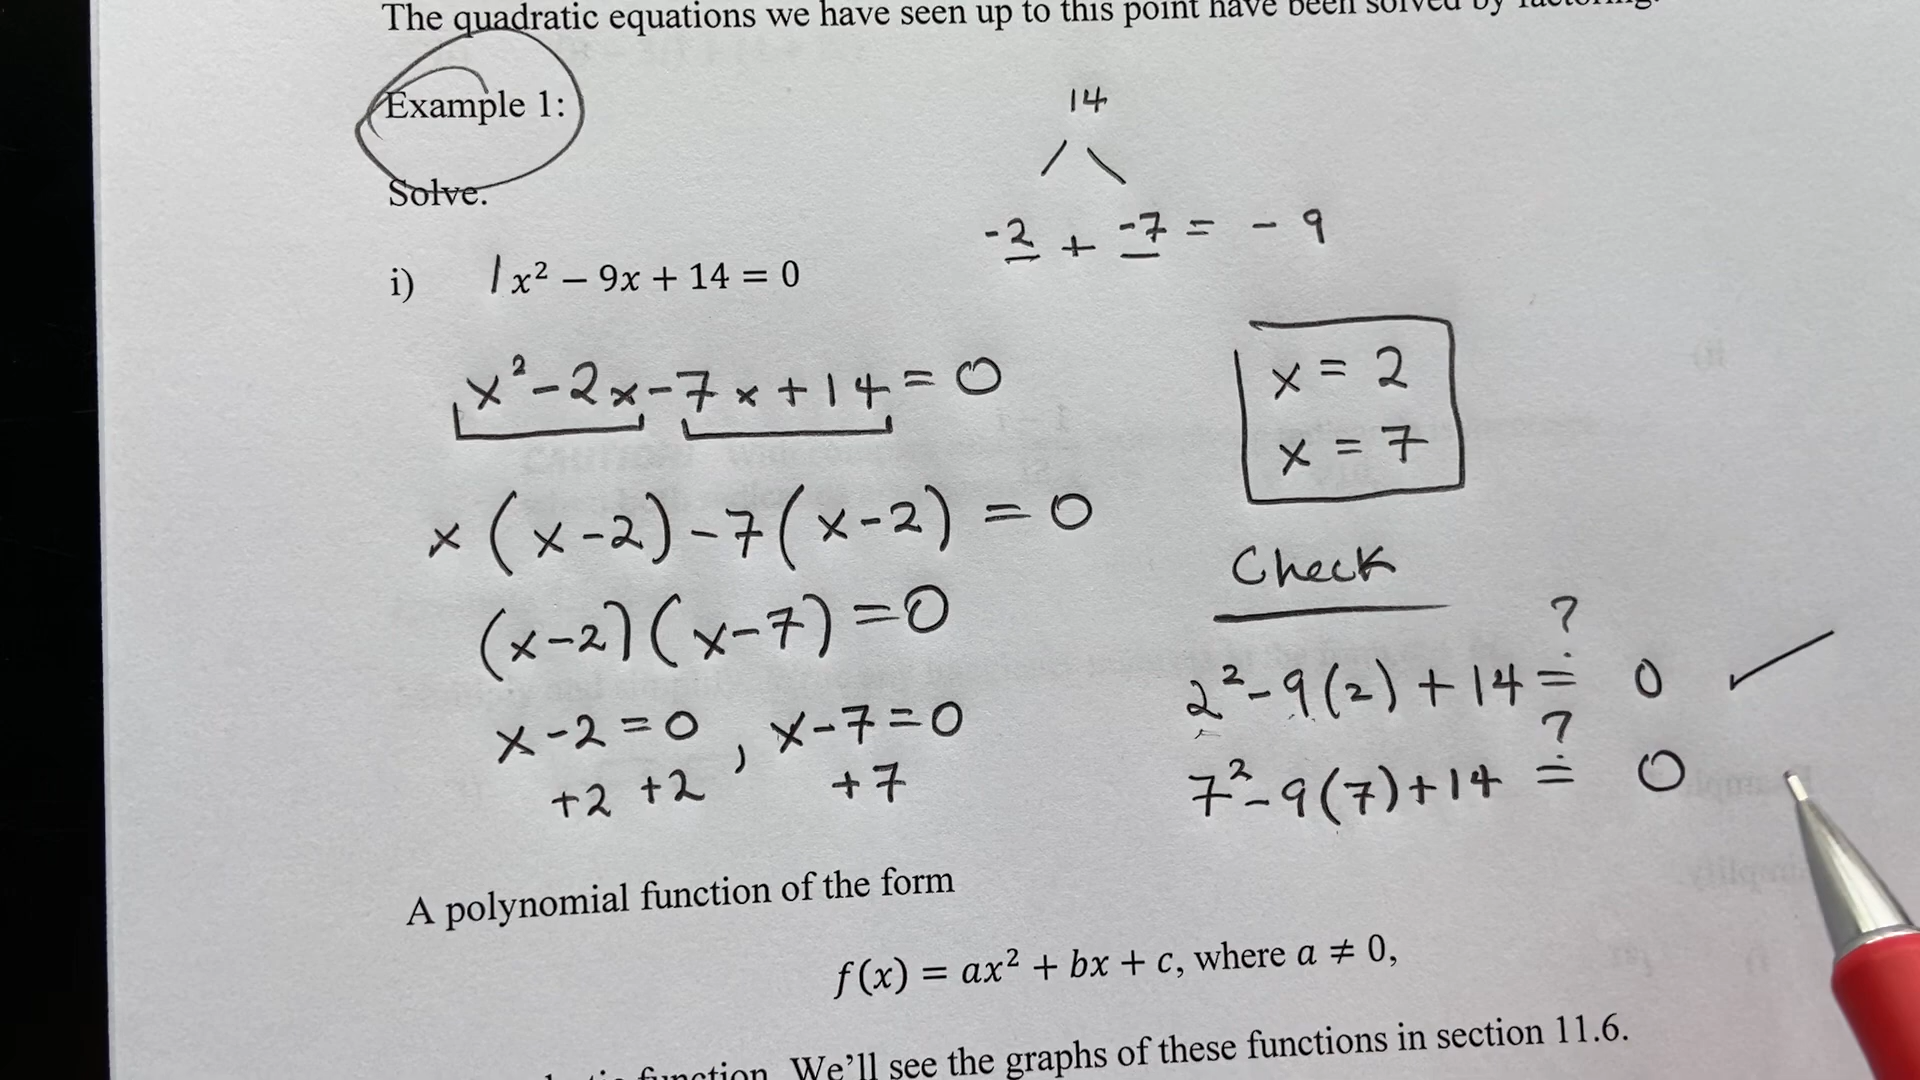 The quadratic equations we have seen up to this point have been solved by factoring.
Example 1:
14
Solve.
-2 + -7 = - 9
i) 1x² − 9x + 14 = 0
x² - 2x - 7x + 14 = 0
x = 2
x = 7
x (x - 2) - 7 (x - 2) = 0
Check
(x - 2) (x - 7) = 0
?
2² - 9(2) + 14 = 0 ✓
x - 2 = 0 , x - 7 = 0
?
7² - 9(7) + 14 = 0
+2 +2 +7
A polynomial function of the form
f(x) = ax² + bx + c, where a ≠ 0,
function. We'll see the graphs of these functions in section 11.6.